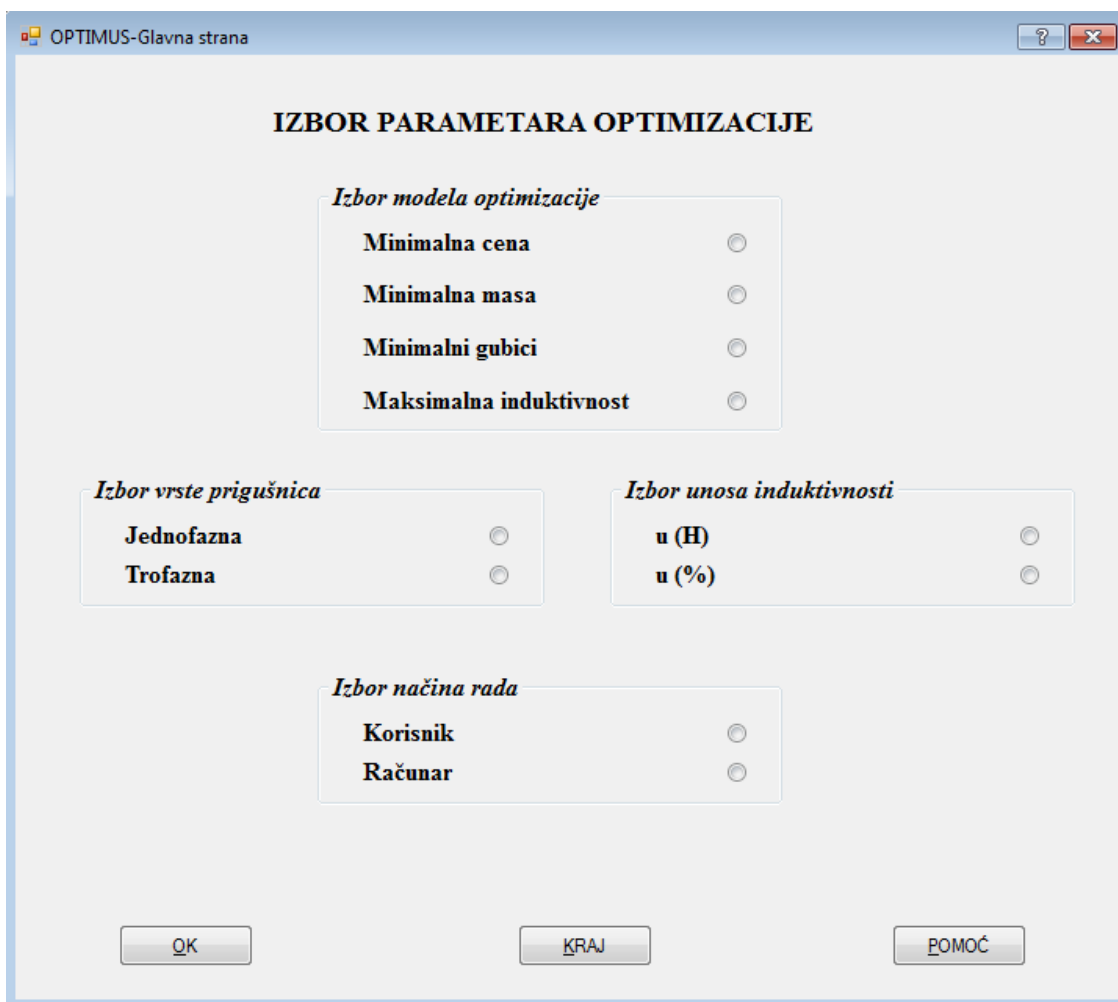 OPTIMUS-Glavna strana
IZBOR PARAMETARA OPTIMIZACIJE
Izbor modela optimizacije
Minimalna cena
Minimalna masa
Minimalni gubici
Maksimalna induktivnost
Izbor vrste prigušnica
Jednofazna
Trofazna
Izbor unosa induktivnosti
u (H)
u (%)
Izbor načina rada
Korisnik
Računar
OK
KRAJ
POMOĆ